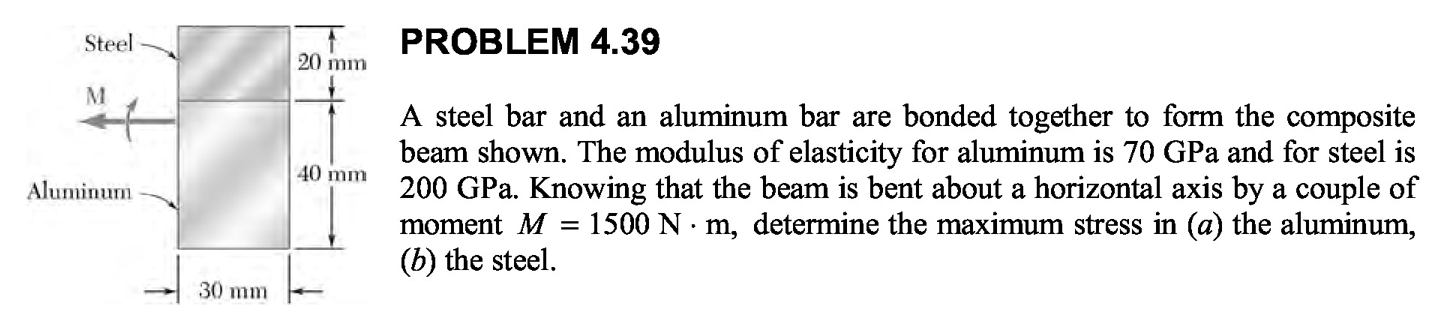 Steel
20 mm
M
40 mm
Aluminum
30 mm
PROBLEM 4.39
A steel bar and an aluminum bar are bonded together to form the composite
beam shown. The modulus of elasticity for aluminum is 70 GPa and for steel is
200 GPa. Knowing that the beam is bent about a horizontal axis by a couple of
moment M = 1500 N · m, determine the maximum stress in (a) the aluminum,
(b) the steel.